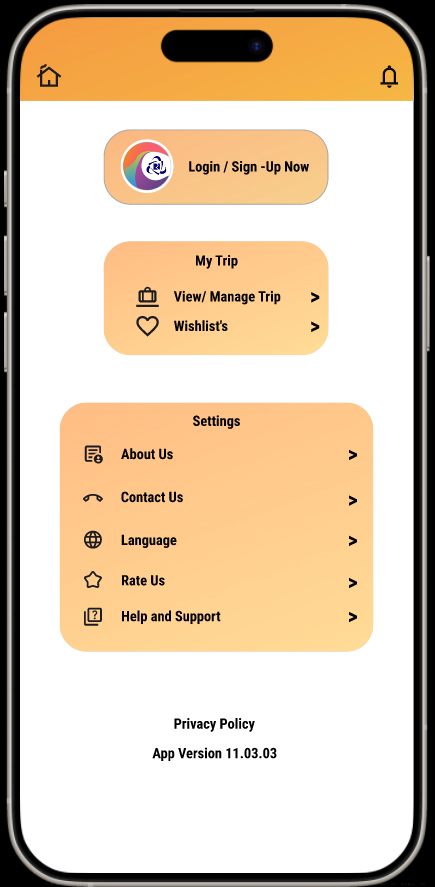 Login / Sign -Up Now
My Trip
View/ Manage Trip >
Wishlist's >
Settings
About Us >
Contact Us >
Language >
Rate Us >
Help and Support >
Privacy Policy
App Version 11.03.03